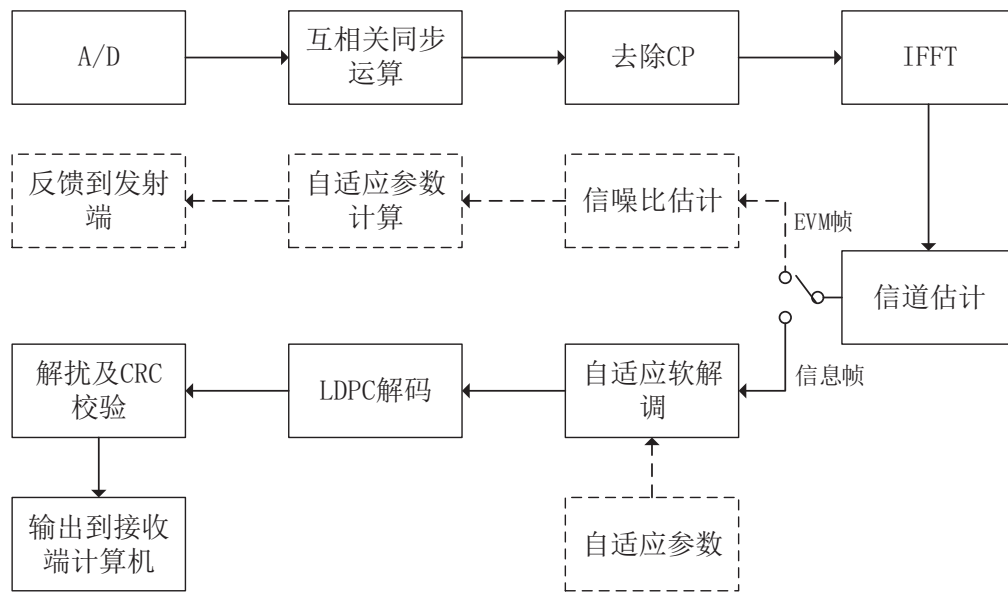 A/D
互相关同步
运算
去除CP
IFFT
反馈到发射
端
自适应参数
计算
信噪比估计
EVM帧
信道估计
解扰及CRC
校验
LDPC解码
自适应软解
调
信息帧
输出到接收
端计算机
自适应参数